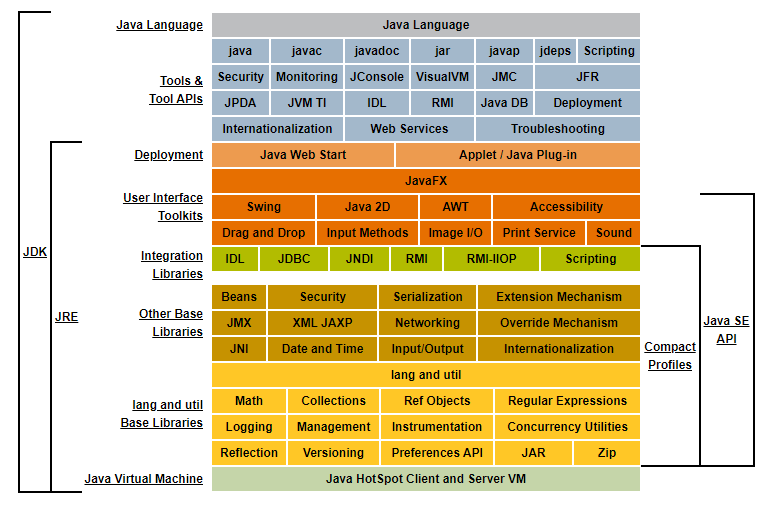 Java Language Java Language
java javac javadoc jar javap jdeps Scripting
Tools &
Tool APIs
Security Monitoring JConsole VisualVM JMC JFR
JPDA JVM TI IDL RMI Java DB Deployment
Internationalization Web Services Troubleshooting
Deployment Java Web Start Applet / Java Plug-in
JavaFX
User Interface
Toolkits
Swing Java 2D AWT Accessibility
Drag and Drop Input Methods Image I/O Print Service Sound
Integration
Libraries
IDL JDBC JNDI RMI RMI-IIOP Scripting
JDK
JRE
Other Base
Libraries
Beans Security Serialization Extension Mechanism
JMX XML JAXP Networking Override Mechanism
JNI Date and Time Input/Output Internationalization
Java SE
API
Compact
Profiles
lang and util
lang and util
Base Libraries
Math Collections Ref Objects Regular Expressions
Logging Management Instrumentation Concurrency Utilities
Reflection Versioning Preferences API JAR Zip
Java Virtual Machine Java HotSpot Client and Server VM